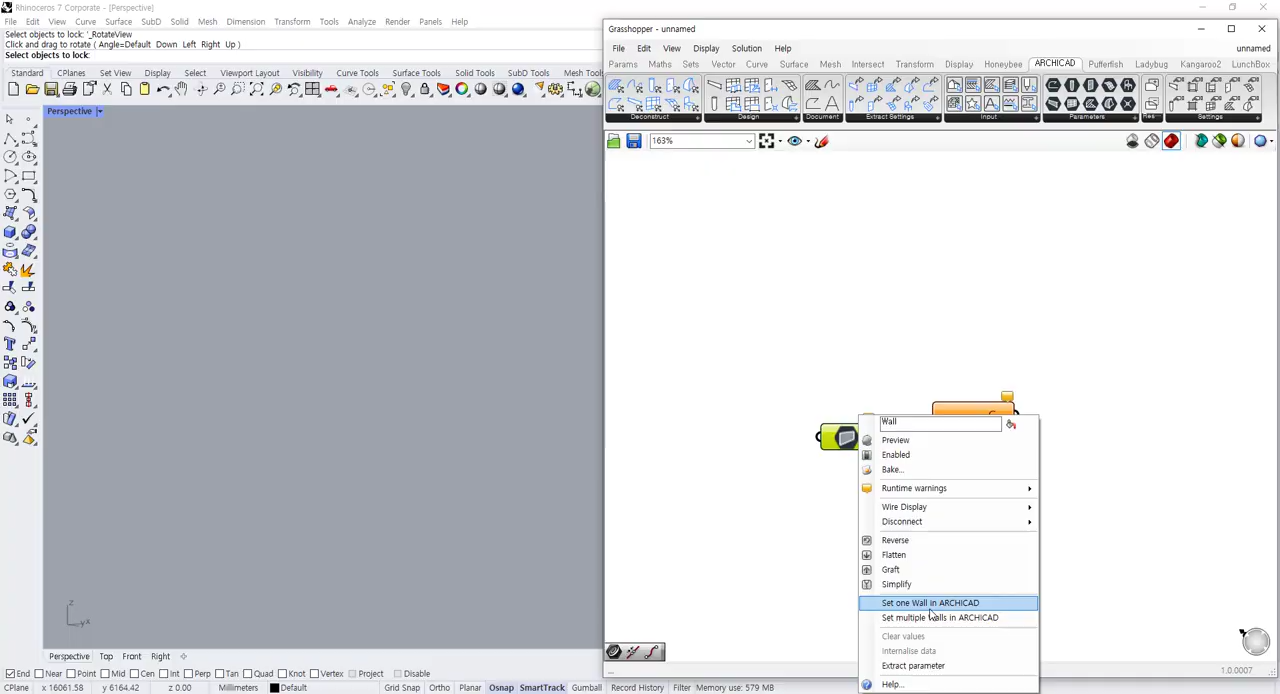 Rhinoceros 7 Corporate - [Perspective]
File Edit View Curve Surface SubD Solid Mesh Dimension Transform Tools Analyze Render Panels Help
Select objects to lock: '_RotateView
Click and drag to rotate ( Angle=Default Down Left Right Up )
Select objects to lock:
Standard CPlanes Set View Display Select Viewport Layout Visibility Curve Tools Surface Tools Solid Tools SubD Tools Mesh Tools
Perspective
z
y x
Perspective Top Front Right
End Near Point Mid Cen Int Perp Tan Quad Knot Vertex Project Disable
CPlane x 16061.58 y 6164.42 z 0.00 Millimeters Default Grid Snap Ortho Planar Osnap SmartTrack Gumball Record History Filter Memory use: 579 MB
Grasshopper - unnamed
File Edit View Display Solution Help
unnamed
Params Maths Sets Vector Curve Surface Mesh Intersect Transform Display Honeybee ARCHICAD Pufferfish Ladybug Kangaroo2 LunchBox
Deconstruct Design Document Extract Settings Input Parameters Res Settings
163%
Wall
Preview
Enabled
Bake...
Runtime warnings
Wire Display
Disconnect
Reverse
Flatten
Graft
Simplify
Set one Wall in ARCHICAD
Set multiple Walls in ARCHICAD
Clear values
Internalise data
Extract parameter
Help...
1.0.0007